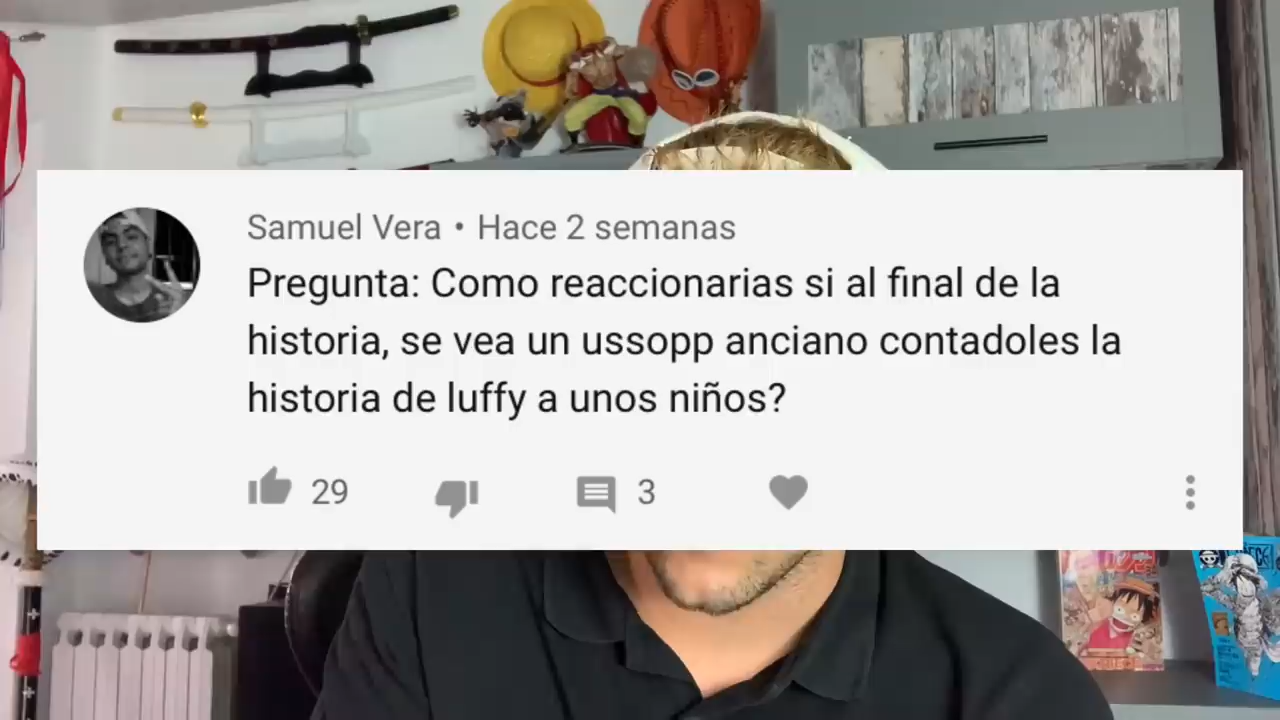 Samuel Vera • Hace 2 semanas
Pregunta: Como reaccionarias si al final de la
historia, se vea un ussopp anciano contadoles la
historia de luffy a unos niños?
29
3